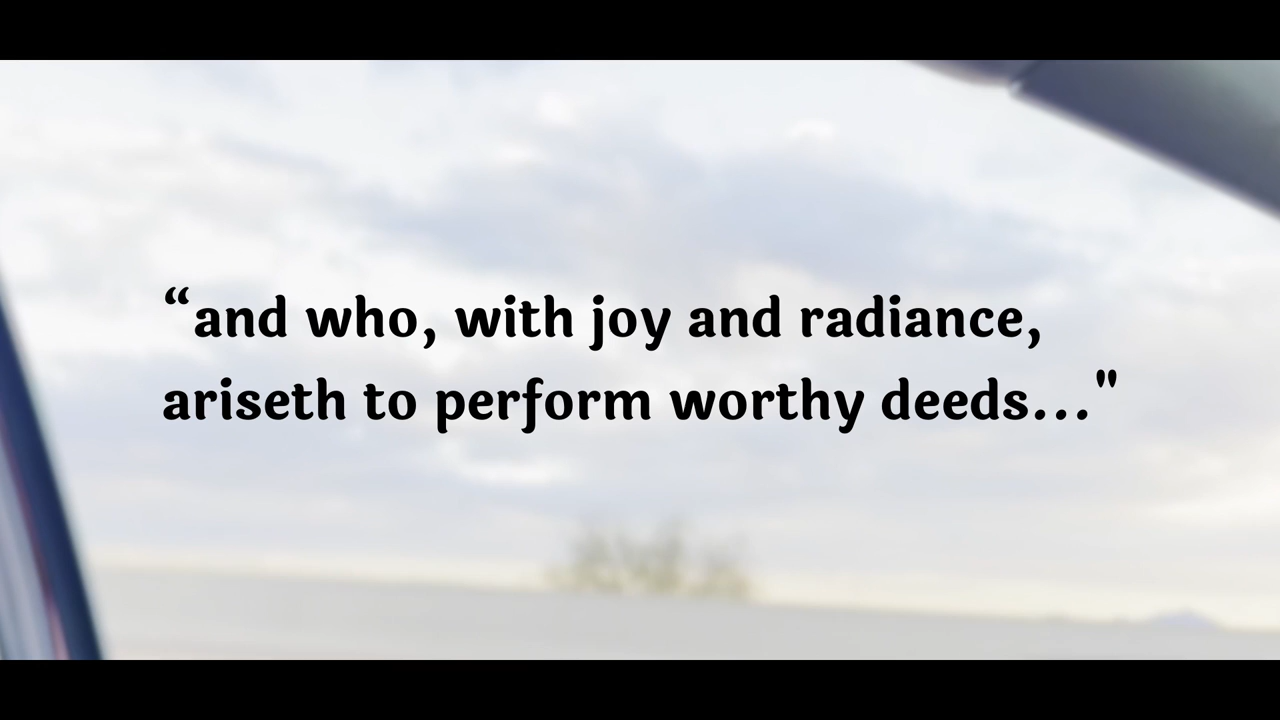 “and who, with joy and radiance,
ariseth to perform worthy deeds..."